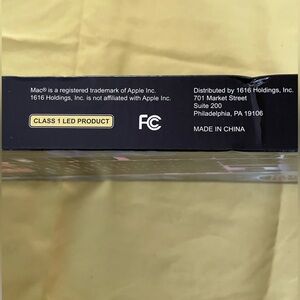 Mac® is a registered trademark of Apple Inc.
1616 Holdings, Inc. is not affiliated with Apple Inc.
CLASS 1 LED PRODUCT
FC
Distributed by 1616 Holdings, Inc.
701 Market Street
Suite 200
Philadelphia, PA 19106
MADE IN CHINA